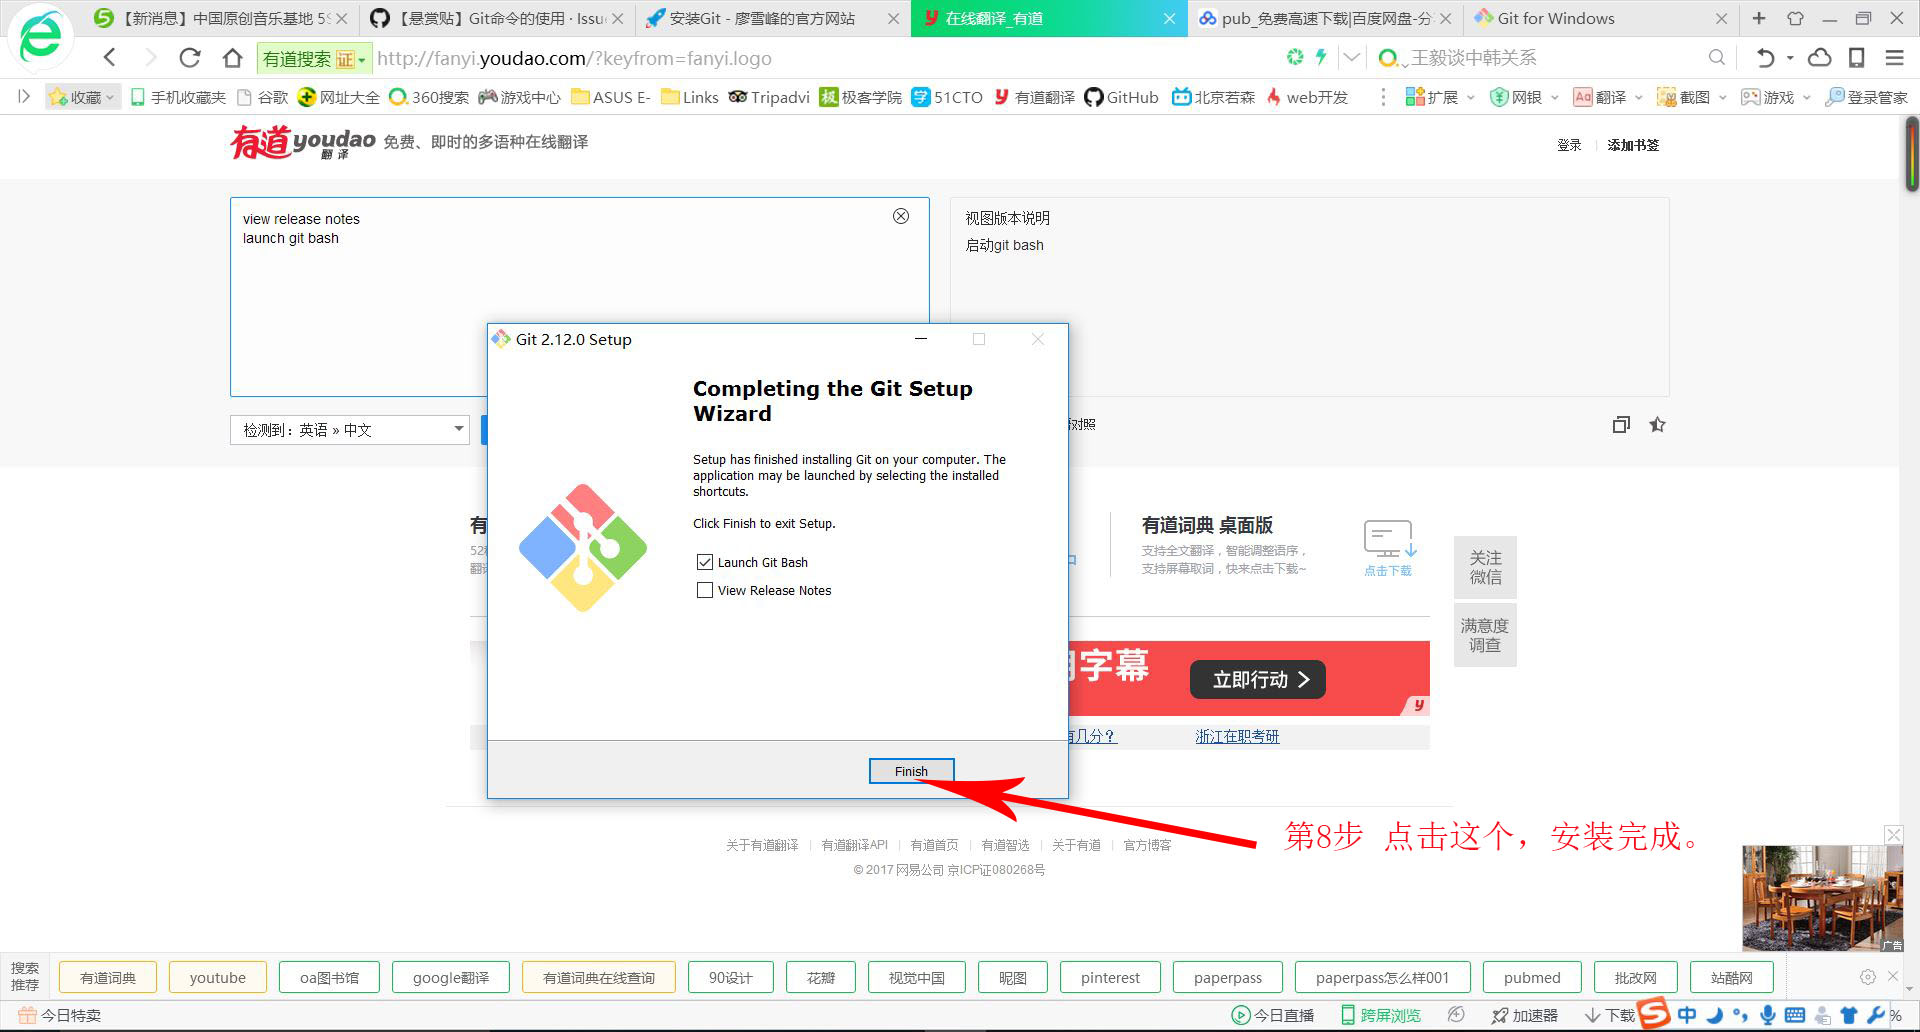 【新消息】中国原创音乐基地 5S
【悬赏贴】Git命令的使用 · Issu
安装Git - 廖雪峰的官方网站
在线翻译_有道
pub_免费高速下载|百度网盘-分
Git for Windows
有道搜索 证 http://fanyi.youdao.com/?keyfrom=fanyi.logo
王毅谈中韩关系
收藏 手机收藏夹 谷歌 网址大全 360搜索 游戏中心 ASUS E- Links Tripadvi 极客学院 51CTO 有道翻译 GitHub 北京若森 web开发 扩展 网银 翻译 截图 游戏 登录管家
有道youdao 翻译 免费、即时的多语种在线翻译
登录 添加书签
view release notes
launch git bash
视图版本说明
启动git bash
检测到：英语 » 中文
对照
Git 2.12.0 Setup
Completing the Git Setup
Wizard
Setup has finished installing Git on your computer. The
application may be launched by selecting the installed
shortcuts.
Click Finish to exit Setup.
Launch Git Bash
View Release Notes
Finish
有
52
翻译
有道词典 桌面版
支持全文翻译，智能调整语序，
支持屏幕取词，快来点击下载~
点击下载
关注
微信
满意度
调查
字幕
立即行动
有几分？
浙江在职考研
第8步 点击这个，安装完成。
关于有道翻译 有道翻译API 有道首页 有道智选 关于有道 官方博客
© 2017 网易公司 京ICP证080268号
广告
搜索
推荐
有道词典 youtube oa图书馆 google翻译 有道词典在线查询 90设计 花瓣 视觉中国 昵图 pinterest paperpass paperpass怎么样001 pubmed 批改网 站酷网
今日特卖
今日直播 跨屏浏览 加速器 下载 中 %